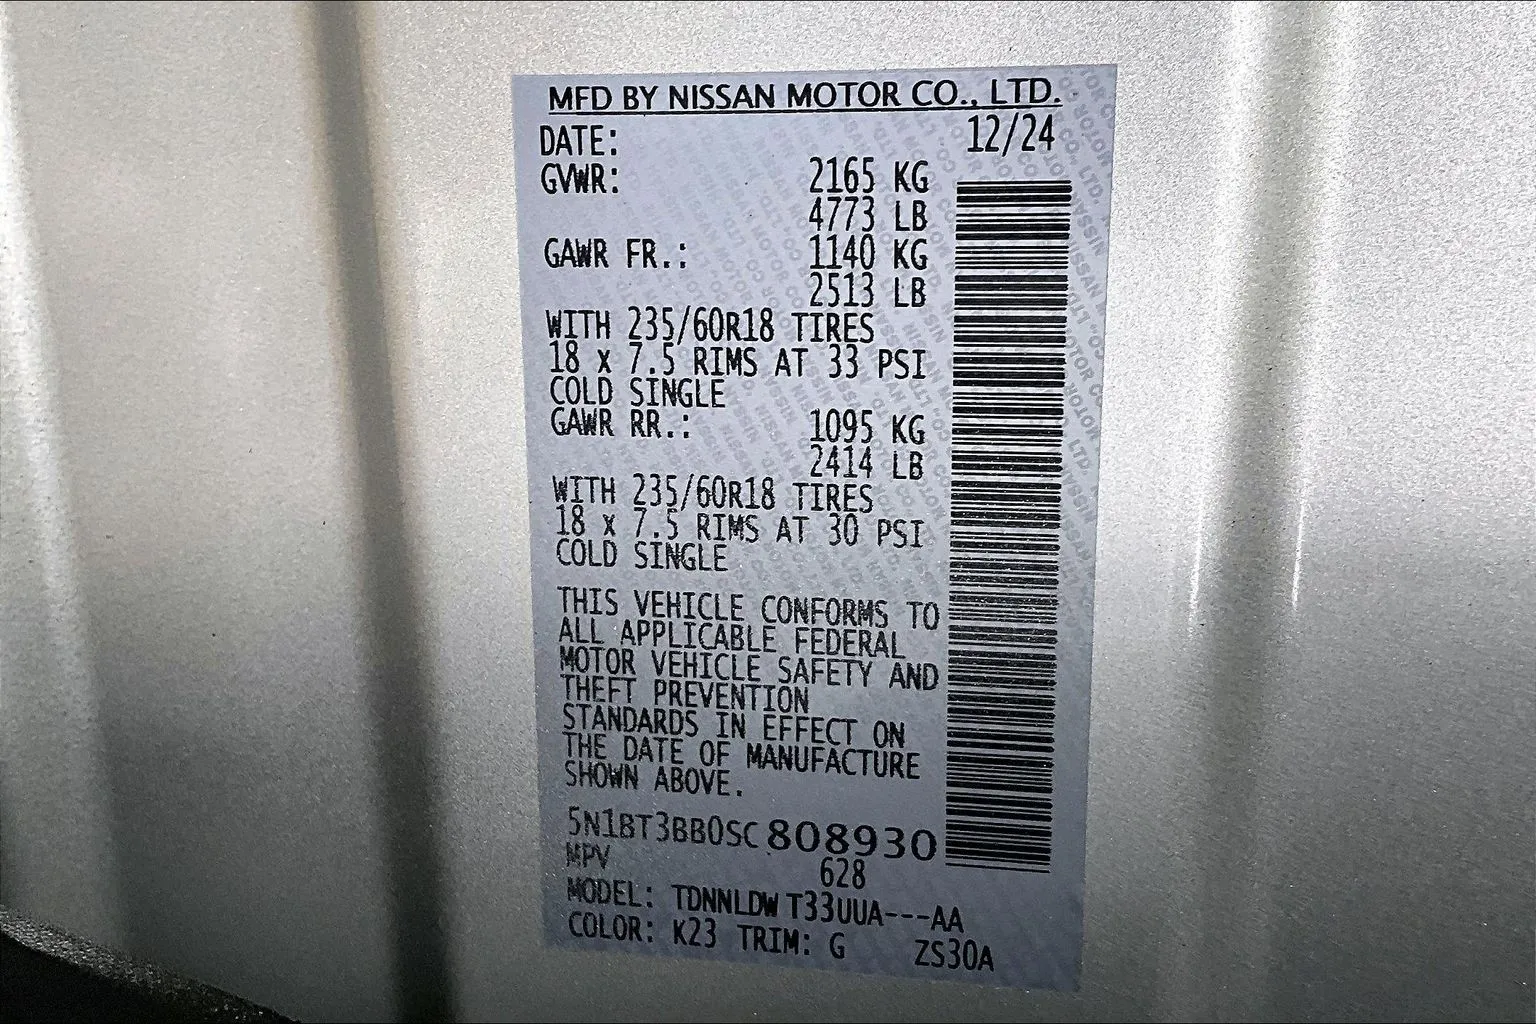 MFD BY NISSAN MOTOR CO., LTD.
DATE: 12/24
GVWR: 2165 KG
4773 LB
GAWR FR.: 1140 KG
2513 LB
WITH 235/60R18 TIRES
18 x 7.5 RIMS AT 33 PSI
COLD SINGLE
GAWR RR.: 1095 KG
2414 LB
WITH 235/60R18 TIRES
18 x 7.5 RIMS AT 30 PSI
COLD SINGLE
THIS VEHICLE CONFORMS TO
ALL APPLICABLE FEDERAL
MOTOR VEHICLE SAFETY AND
THEFT PREVENTION
STANDARDS IN EFFECT ON
THE DATE OF MANUFACTURE
SHOWN ABOVE.
5N1BT3BB0SC808930
MPV 628
MODEL: TDNNLDWT33UUA---AA
COLOR: K23 TRIM: G ZS30A